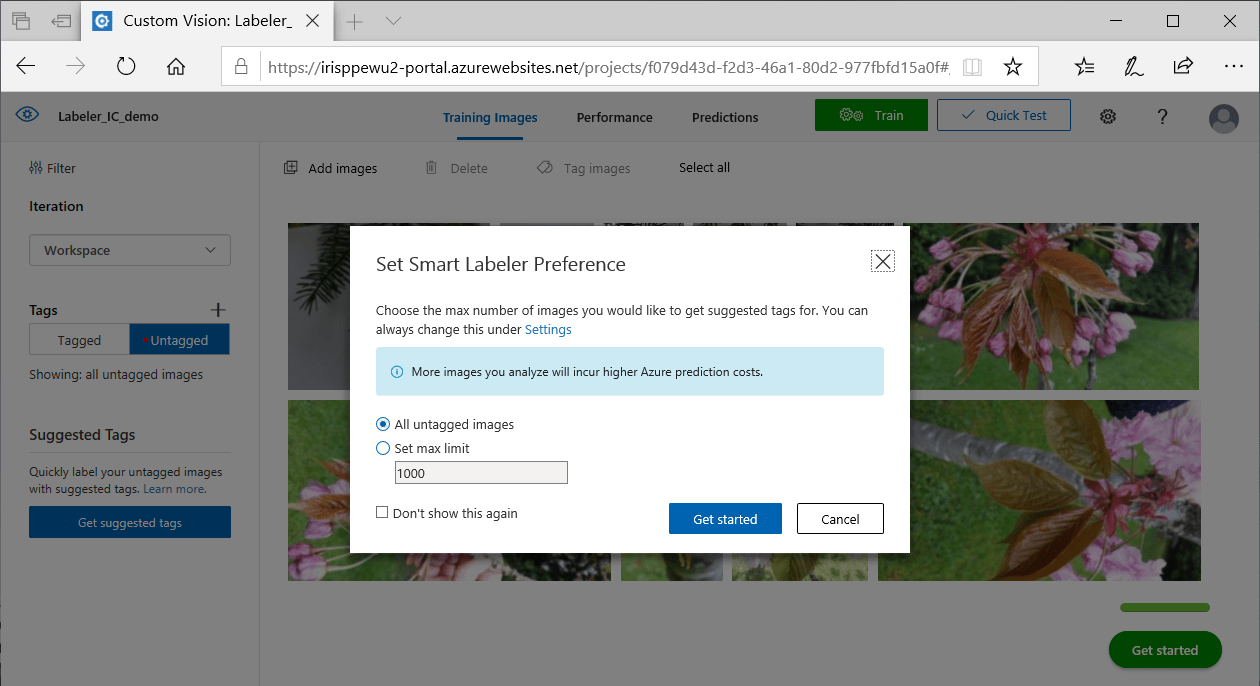 Custom Vision: Labeler_
https://irisppewu2-portal.azurewebsites.net/projects/f079d43d-f2d3-46a1-80d2-977fbfd15a0f#
Labeler_IC_demo
Training Images
Performance
Predictions
Train
Quick Test
?
Filter
Add images
Delete
Tag images
Select all
Iteration
Workspace
Tags
Tagged
Untagged
Showing: all untagged images
Suggested Tags
Quickly label your untagged images
with suggested tags. Learn more.
Get suggested tags
Set Smart Labeler Preference
Choose the max number of images you would like to get suggested tags for. You can
always change this under Settings
More images you analyze will incur higher Azure prediction costs.
All untagged images
Set max limit
1000
Don't show this again
Get started
Cancel
Get started